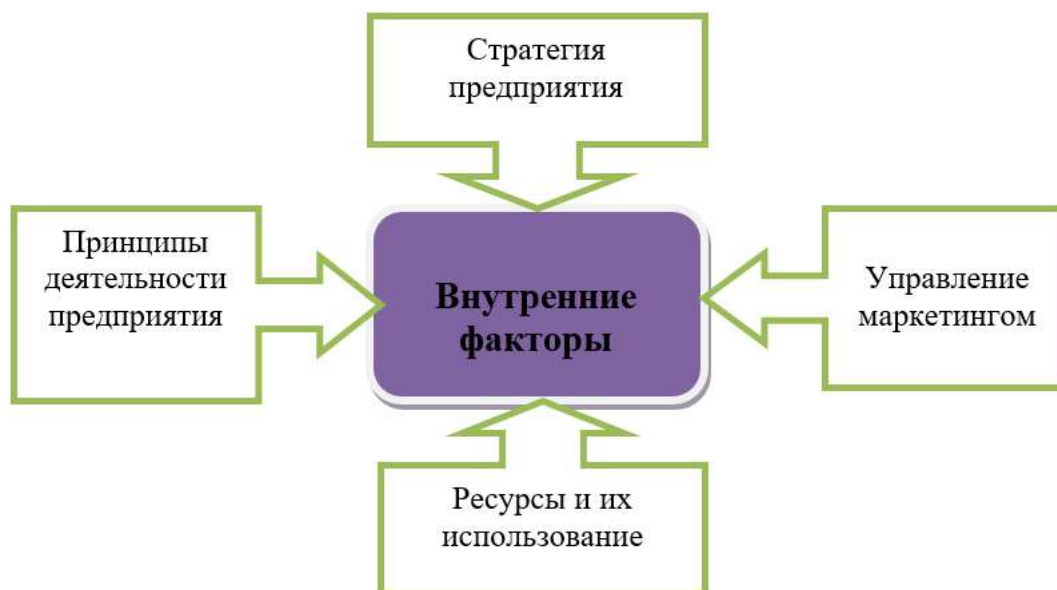 Стратегия
предприятия
Принципы
деятельности
предприятия
Внутренние
факторы
Управление
маркетингом
Ресурсы и их
использование